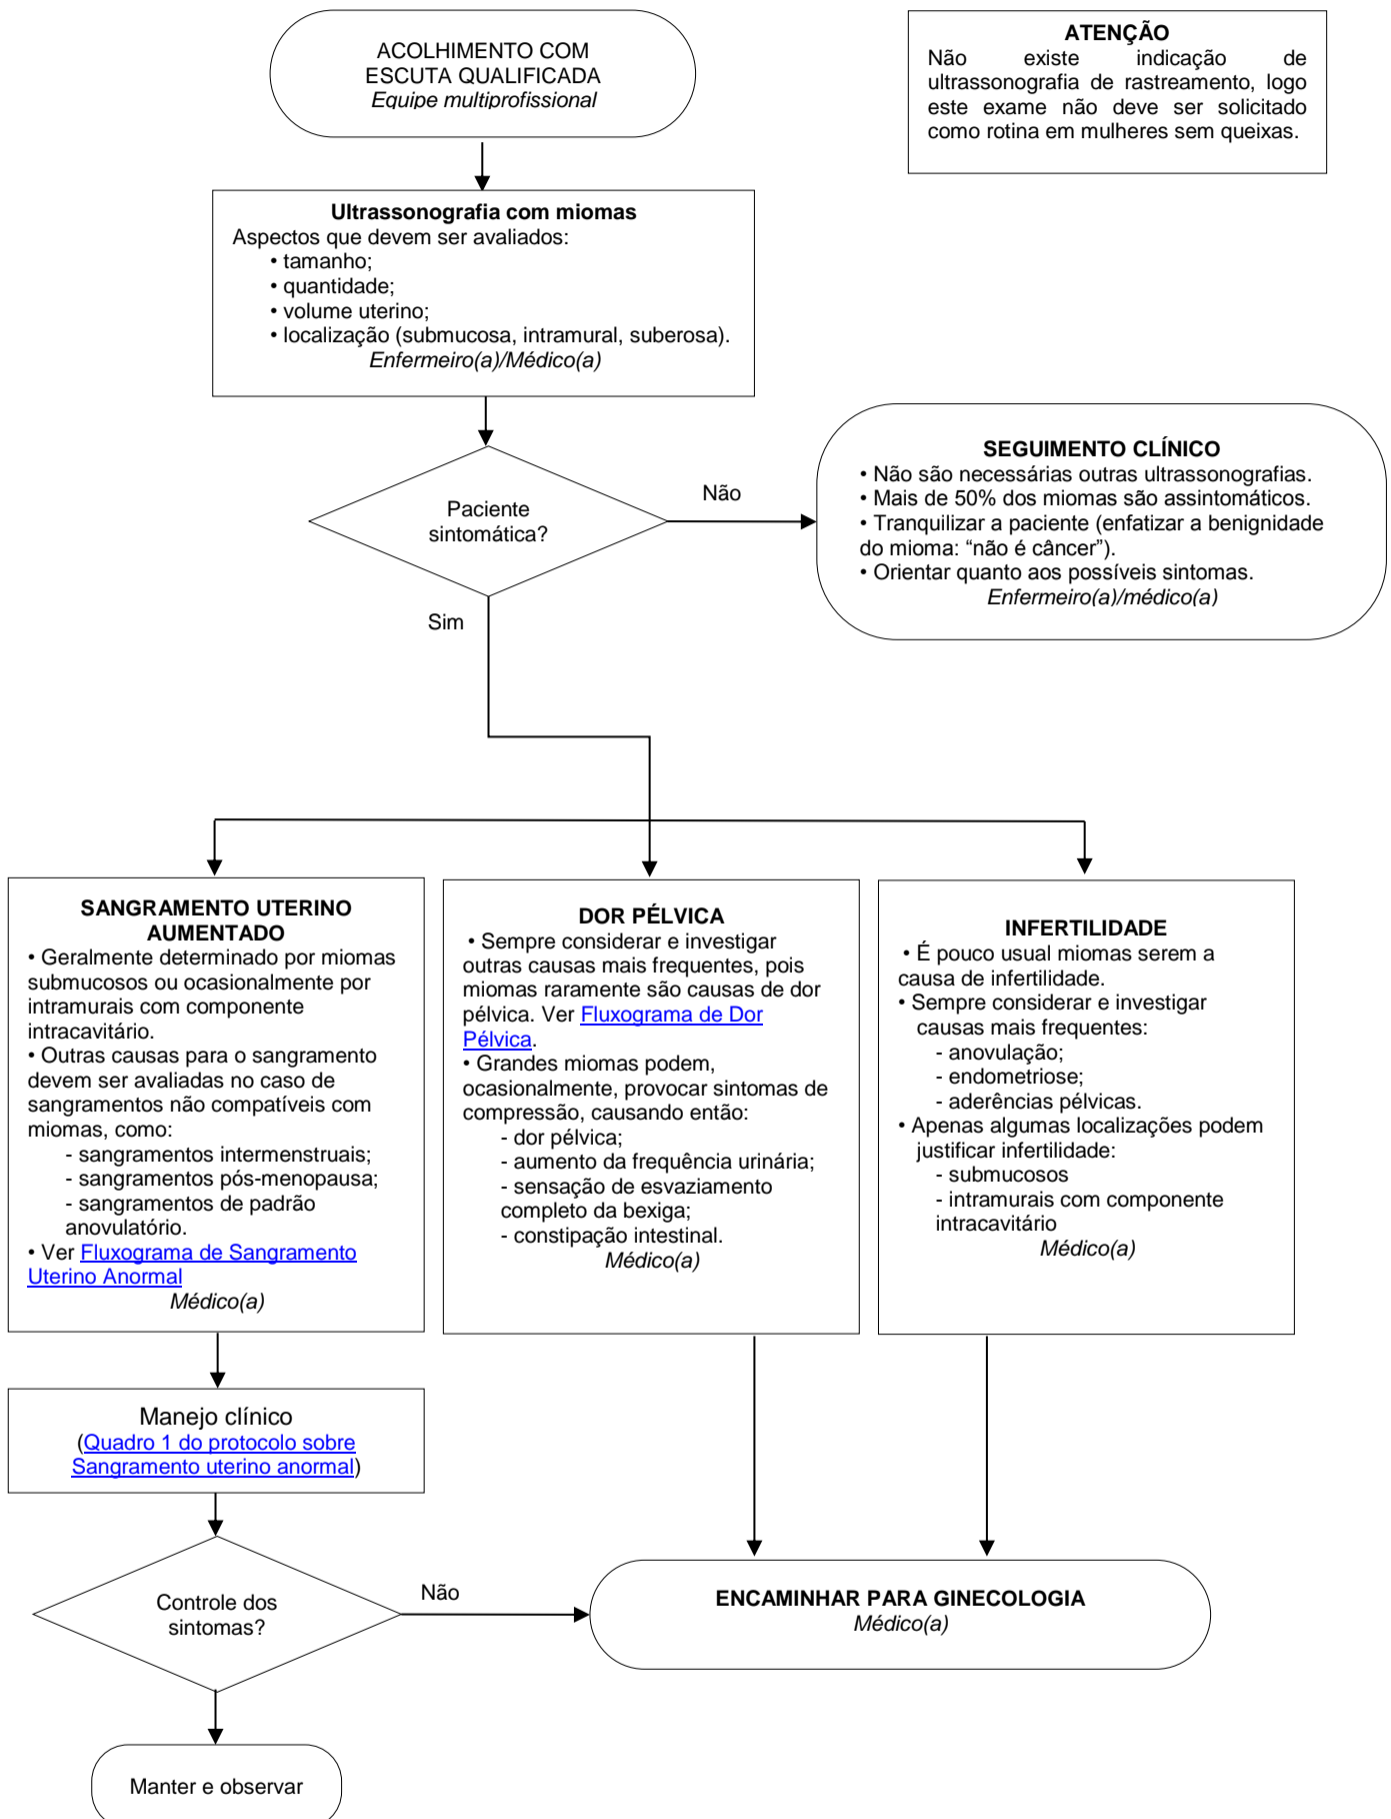 ACOLHIMENTO COM
ESCUTA QUALIFICADA
Equipe multiprofissional
ATENÇÃO
Não existe indicação de
ultrassonografia de rastreamento, logo
este exame não deve ser solicitado
como rotina em mulheres sem queixas.
Ultrassonografia com miomas
Aspectos que devem ser avaliados:
• tamanho;
• quantidade;
• volume uterino;
• localização (submucosa, intramural, suberosa).
Enfermeiro(a)/Médico(a)
Paciente
sintomática?
Não
SEGUIMENTO CLÍNICO
• Não são necessárias outras ultrassonografias.
• Mais de 50% dos miomas são assintomáticos.
• Tranquilizar a paciente (enfatizar a benignidade
do mioma: “não é câncer”).
• Orientar quanto aos possíveis sintomas.
Enfermeiro(a)/médico(a)
Sim
SANGRAMENTO UTERINO
AUMENTADO
• Geralmente determinado por miomas
submucosos ou ocasionalmente por
intramurais com componente
intracavitário.
• Outras causas para o sangramento
devem ser avaliadas no caso de
sangramentos não compatíveis com
miomas, como:
- sangramentos intermenstruais;
- sangramentos pós-menopausa;
- sangramentos de padrão
anovulatório.
• Ver Fluxograma de Sangramento
Uterino Anormal
Médico(a)
DOR PÉLVICA
• Sempre considerar e investigar
outras causas mais frequentes, pois
miomas raramente são causas de dor
pélvica. Ver Fluxograma de Dor
Pélvica.
• Grandes miomas podem,
ocasionalmente, provocar sintomas de
compressão, causando então:
- dor pélvica;
- aumento da frequência urinária;
- sensação de esvaziamento
completo da bexiga;
- constipação intestinal.
Médico(a)
INFERTILIDADE
• É pouco usual miomas serem a
causa de infertilidade.
• Sempre considerar e investigar
causas mais frequentes:
- anovulação;
- endometriose;
- aderências pélvicas.
• Apenas algumas localizações podem
justificar infertilidade:
- submucosos
- intramurais com componente
intracavitário
Médico(a)
Manejo clínico
(Quadro 1 do protocolo sobre
Sangramento uterino anormal)
Controle dos
sintomas?
Não
ENCAMINHAR PARA GINECOLOGIA
Médico(a)
Manter e observar